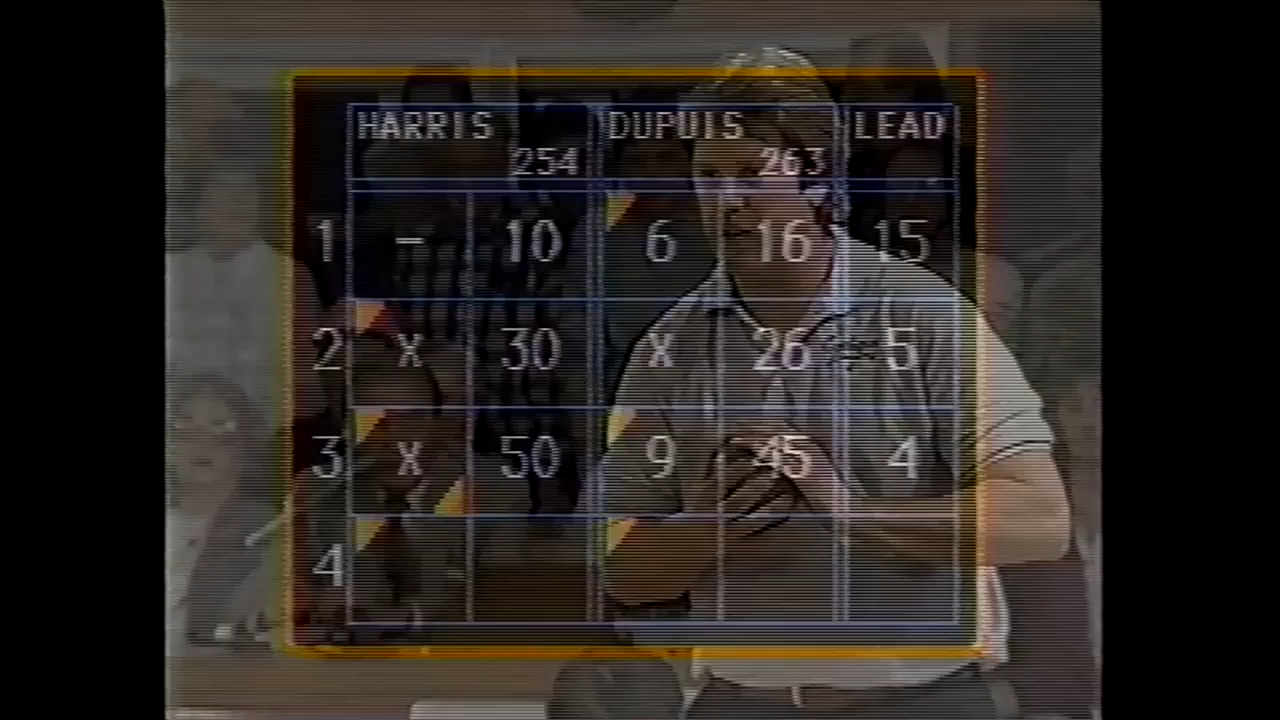 HARRIS DUPUIS LEAD
254 263
1 – 10 6 16 15
2 X 30 X 26 5
3 X 50 9 45 4
4